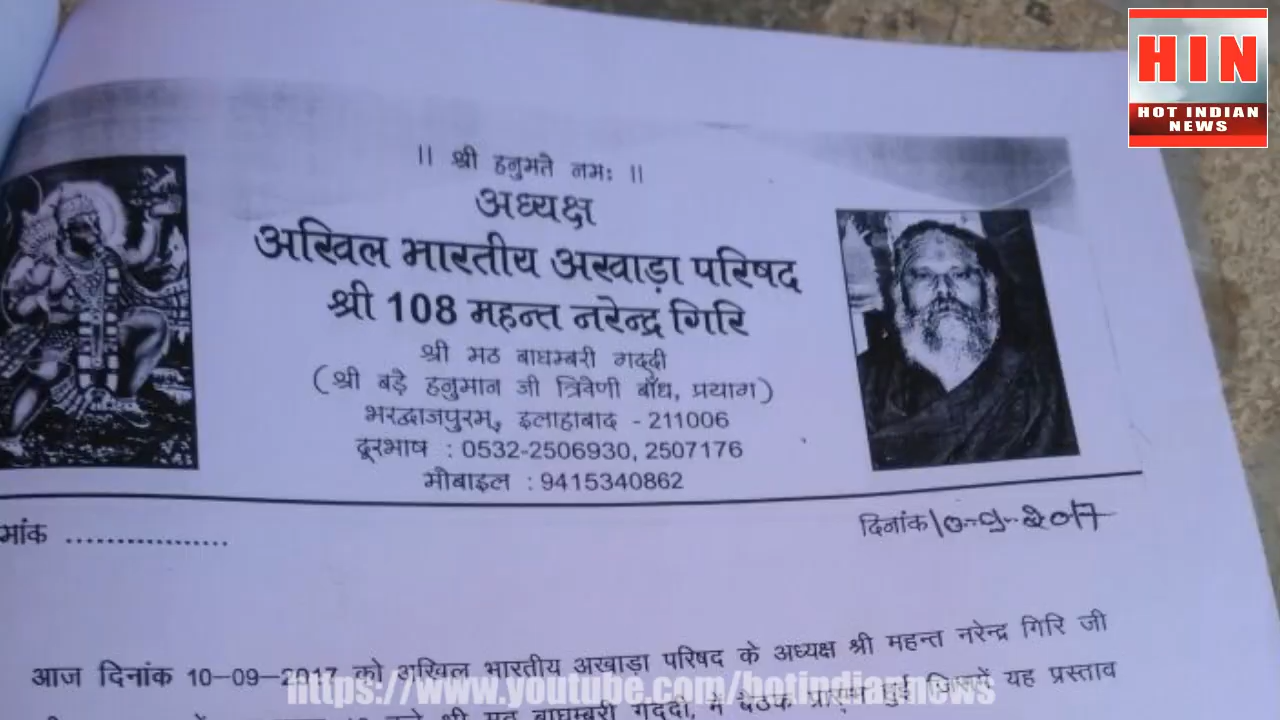 HIN
HOT INDIAN
NEWS
|| श्री हनुमते नमः ||
अध्यक्ष
अखिल भारतीय अखाड़ा परिषद
श्री 108 महन्त नरेन्द्र गिरि
श्री मठ बाघम्बरी गद्दी
(श्री बड़े हनुमान जी त्रिवेणी बाँध, प्रयाग)
भरद्वाजपुरम्, इलाहाबाद - 211006
दूरभाष : 0532-2506930, 2507176
मोबाइल : 9415340862
मांक ..................
दिनांक 10-9-2017
आज दिनांक 10-09-2017 को अखिल भारतीय अखाड़ा परिषद के अध्यक्ष श्री महन्त नरेन्द्र गिरि जी
श्री मठ बाघम्बरी गद्दी, में बैठक प्रारंभ हुई जिसमें यह प्रस्ताव
https://www.youtube.com/hotindiannews